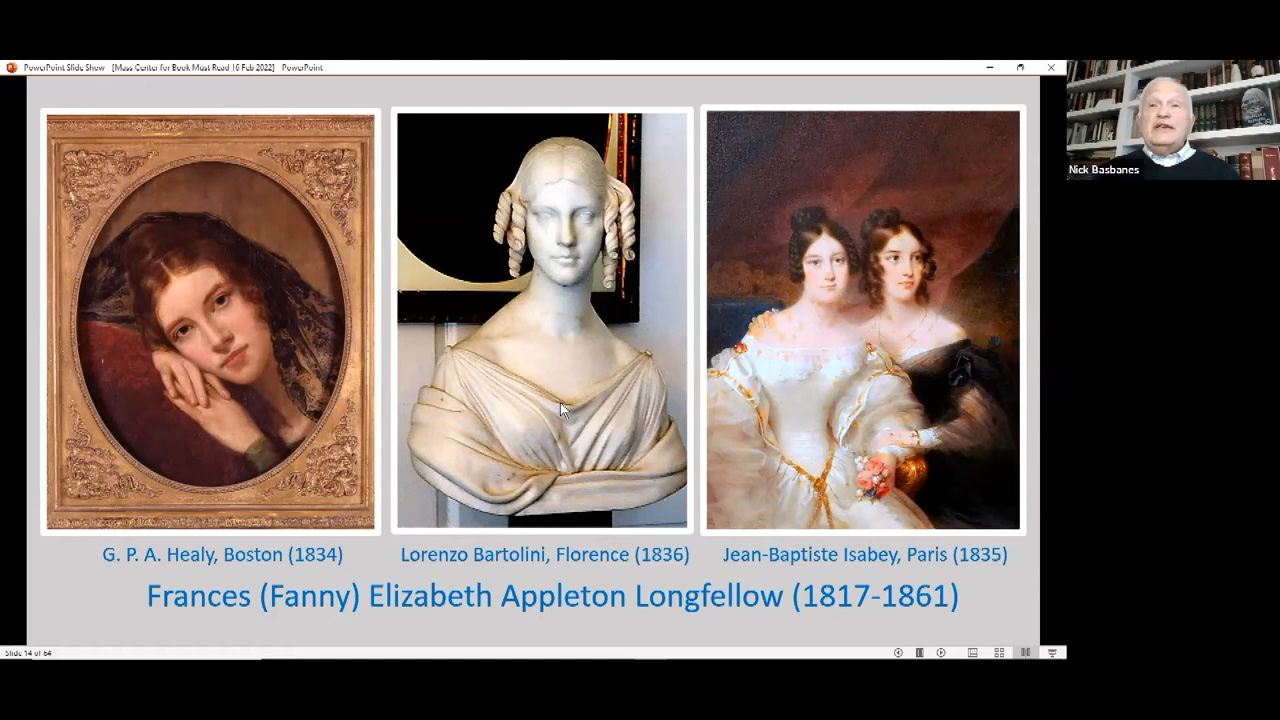 PowerPoint Slide Show - [Mass Center for Book Must Read 16 Feb 2022] - PowerPoint
Nick Basbanes
G. P. A. Healy, Boston (1834)
Lorenzo Bartolini, Florence (1836)
Jean-Baptiste Isabey, Paris (1835)
Frances (Fanny) Elizabeth Appleton Longfellow (1817-1861)
Slide 14 of 64